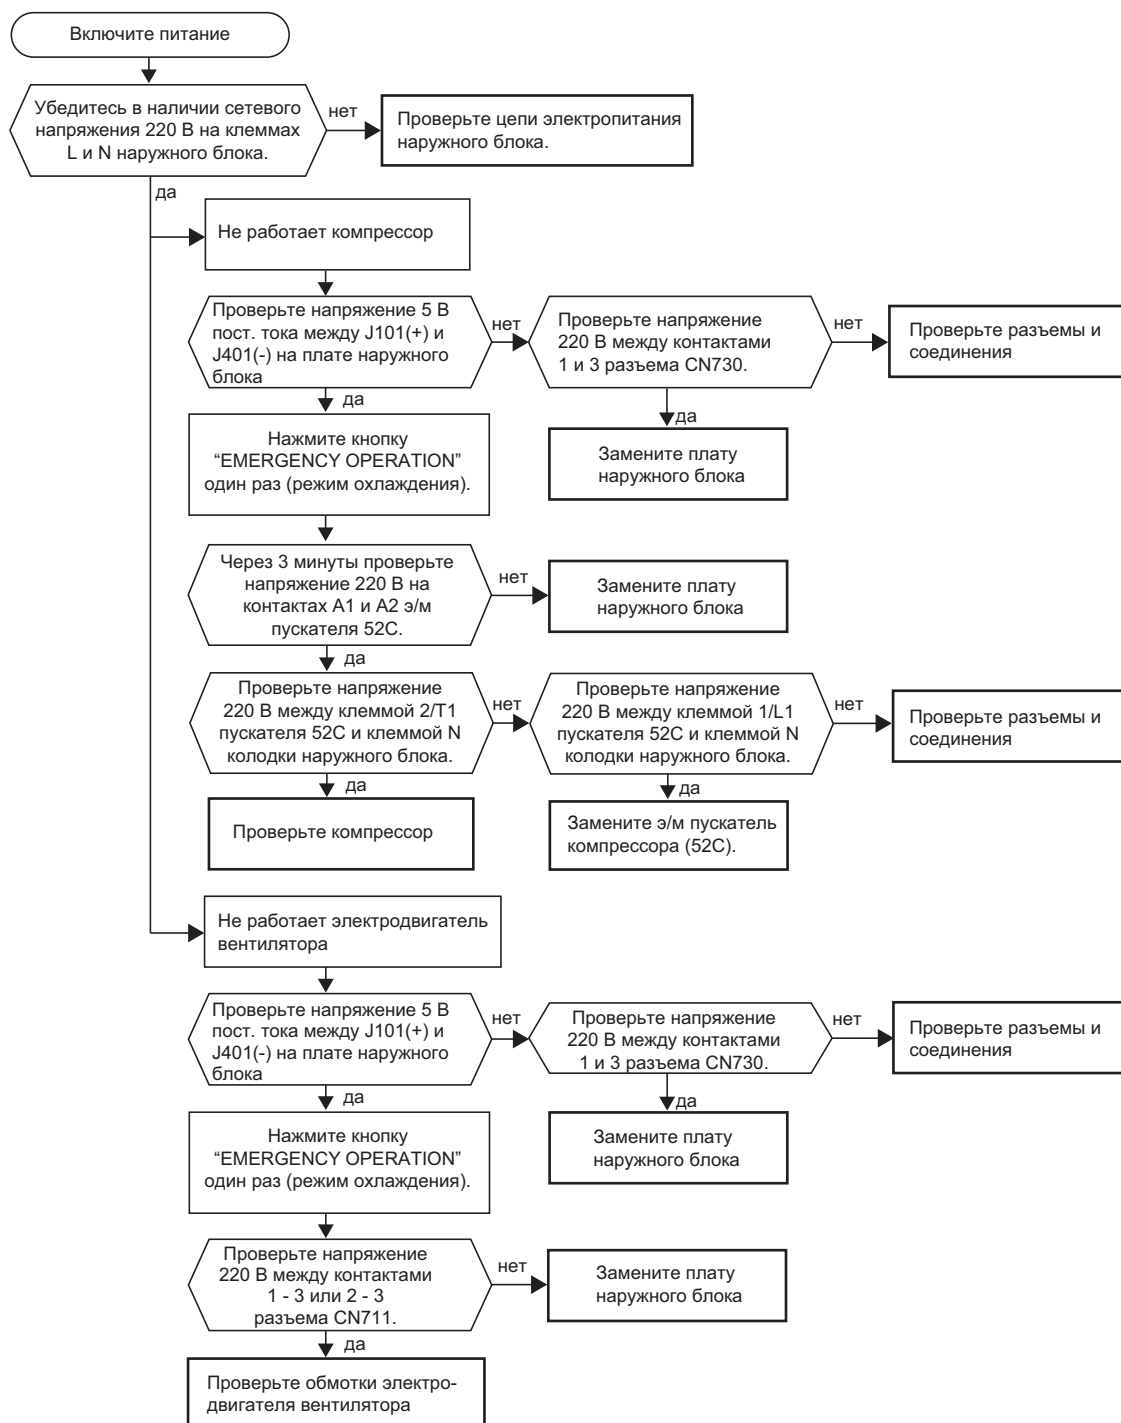 Включите питание
Убедитесь в наличии сетевого
напряжения 220 В на клеммах
L и N наружного блока.
нет
Проверьте цепи электропитания
наружного блока.
да
Не работает компрессор
Проверьте напряжение 5 В
пост. тока между J101(+) и
J401(-) на плате наружного
блока
нет
Проверьте напряжение
220 В между контактами
1 и 3 разъема CN730.
нет
Проверьте разъемы и
соединения
да
да
Нажмите кнопку
“EMERGENCY OPERATION”
один раз (режим охлаждения).
Замените плату
наружного блока
Через 3 минуты проверьте
напряжение 220 В на
контактах A1 и A2 э/м
пускателя 52С.
нет
Замените плату
наружного блока
да
Проверьте напряжение
220 В между клеммой 2/T1
пускателя 52С и клеммой N
колодки наружного блока.
нет
Проверьте напряжение
220 В между клеммой 1/L1
пускателя 52С и клеммой N
колодки наружного блока.
нет
Проверьте разъемы и
соединения
да
да
Проверьте компрессор
Замените э/м пускатель
компрессора (52С).
Не работает электродвигатель
вентилятора
Проверьте напряжение 5 В
пост. тока между J101(+) и
J401(-) на плате наружного
блока
нет
Проверьте напряжение
220 В между контактами
1 и 3 разъема CN730.
нет
Проверьте разъемы и
соединения
да
да
Нажмите кнопку
“EMERGENCY OPERATION”
один раз (режим охлаждения).
Замените плату
наружного блока
Проверьте напряжение
220 В между контактами
1 - 3 или 2 - 3
разъема CN711.
нет
Замените плату
наружного блока
да
Проверьте обмотки электро-
двигателя вентилятора